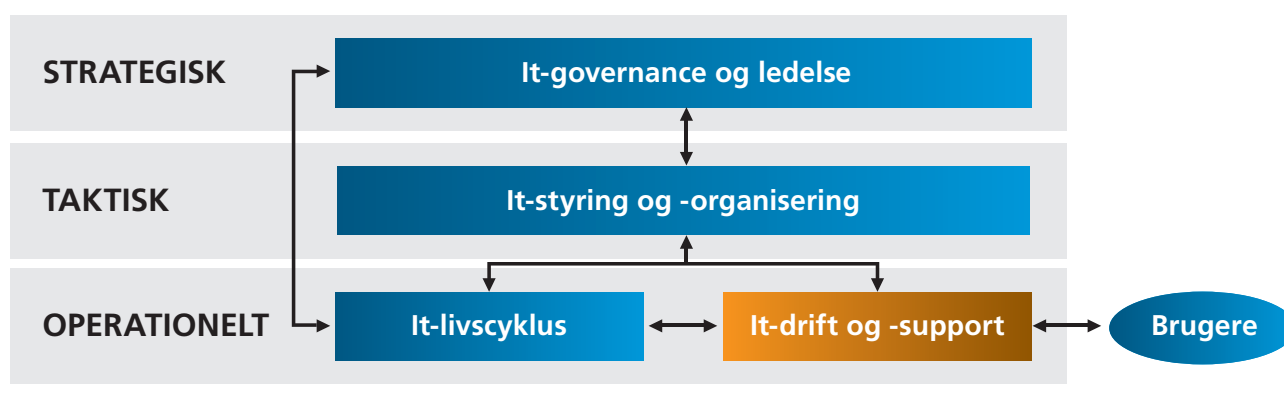 STRATEGISK
It-governance og ledelse
TAKTISK
It-styring og -organisering
OPERATIONELT
It-livscyklus
It-drift og -support
Brugere